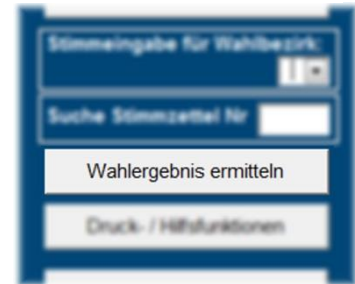 Stimmeingabe für Wahlbezirk:
Suche Stimmzettel Nr
Wahlergebnis ermitteln
Druck- / Hilfsfunktionen